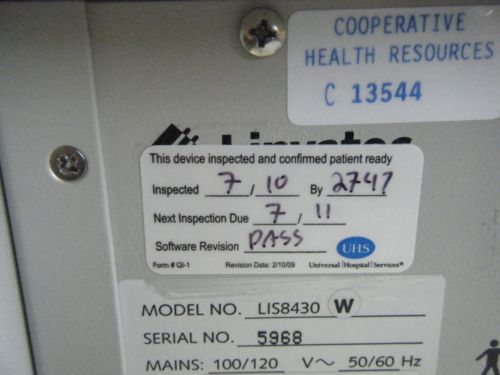 COOPERATIVE
HEALTH RESOURCES
C 13544
Linvatec
This device inspected and confirmed patient ready
Inspected 7 / 10 By 2747
Next Inspection Due 7 / 11
Software Revision PASS
UHS
Form # QI-1 Revision Date: 2/10/09 Universal Hospital Services®
MODEL NO. LIS8430 W
SERIAL NO. 5968
MAINS: 100/120 V~ 50/60 Hz